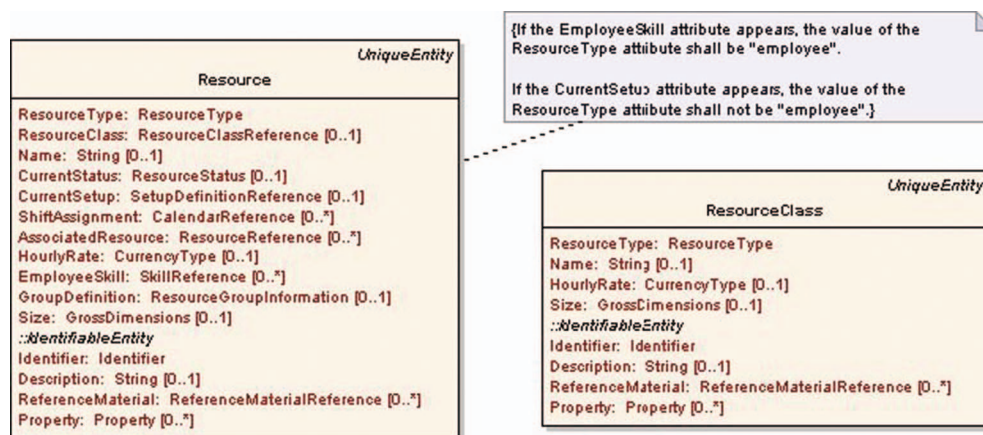 UniqueEntity
Resource
ResourceType: ResourceType
ResourceClass: ResourceClassReference [0..1]
Name: String [0..1]
CurrentStatus: ResourceStatus [0..1]
CurrentSetup: SetupDefinitionReference [0..1]
ShiftAssignment: CalendarReference [0..*]
AssociatedResource: ResourceReference [0..*]
HourlyRate: CurrencyType [0..1]
EmployeeSkill: SkillReference [0..*]
GroupDefinition: ResourceGroupInformation [0..1]
Size: GrossDimensions [0..1]
::IdentifiableEntity
Identifier: Identifier
Description: String [0..1]
ReferenceMaterial: ReferenceMaterialReference [0..*]
Property: Property [0..*]
{If the EmployeeSkill attribute appears, the value of the
ResourceType attiibute shall be "employee".
If the CurrentSetup attribute appears, the value of the
ResourceType attiibute shall not be "employee".}
UniqueEntity
ResourceClass
ResourceType: ResourceType
Name: String [0..1]
HourlyRate: CurrencyType [0..1]
Size: GrossDimensions [0..1]
::IdentifiableEntity
Identifier: Identifier
Description: String [0..1]
ReferenceMaterial: ReferenceMaterialReference [0..*]
Property: Property [0..*]